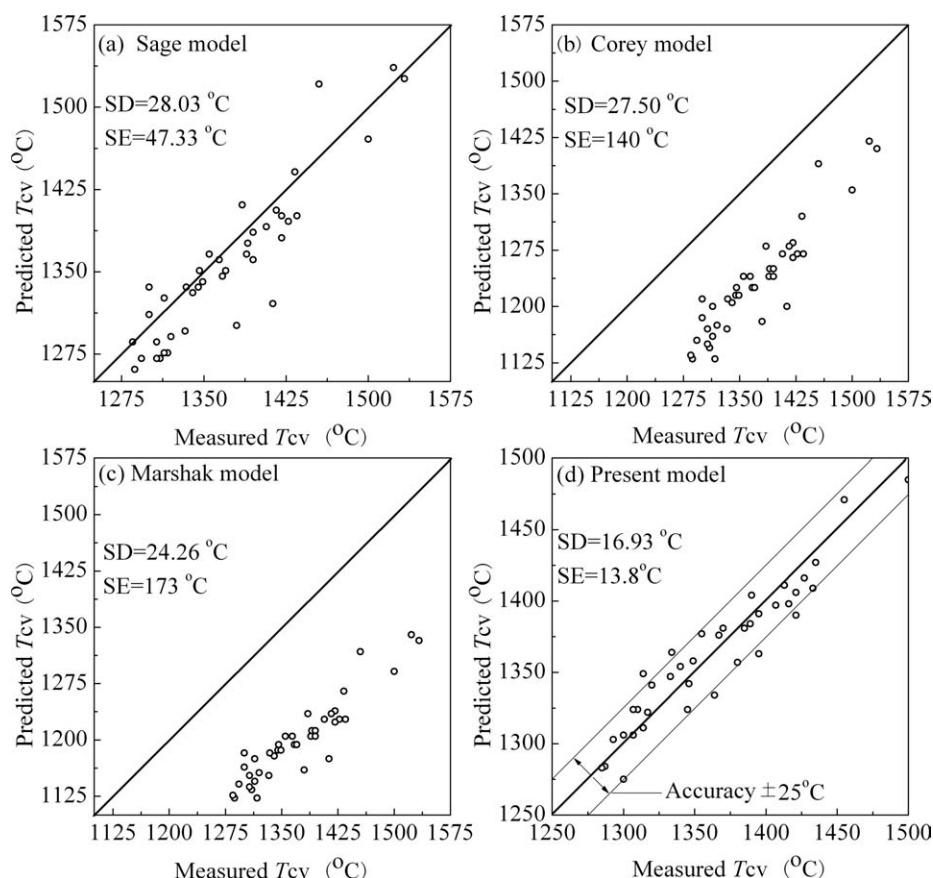 (a) Sage model
SD=28.03 °C
SE=47.33 °C
Predicted Tcv (°C)
1575
1500
1425
1350
1275
1275 1350 1425 1500 1575
Measured Tcv (°C)
(b) Corey model
SD=27.50 °C
SE=140 °C
Predicted Tcv (°C)
1575
1500
1425
1350
1275
1200
1125
1125 1200 1275 1350 1425 1500 1575
Measured Tcv (°C)
(c) Marshak model
SD=24.26 °C
SE=173 °C
Predicted Tcv (°C)
1575
1500
1425
1350
1275
1200
1125
1125 1200 1275 1350 1425 1500 1575
Measured Tcv (°C)
(d) Present model
SD=16.93 °C
SE=13.8°C
Predicted Tcv (°C)
1500
1450
1400
1350
1300
1250
Accuracy ±25°C
1250 1300 1350 1400 1450 1500
Measured Tcv (°C)